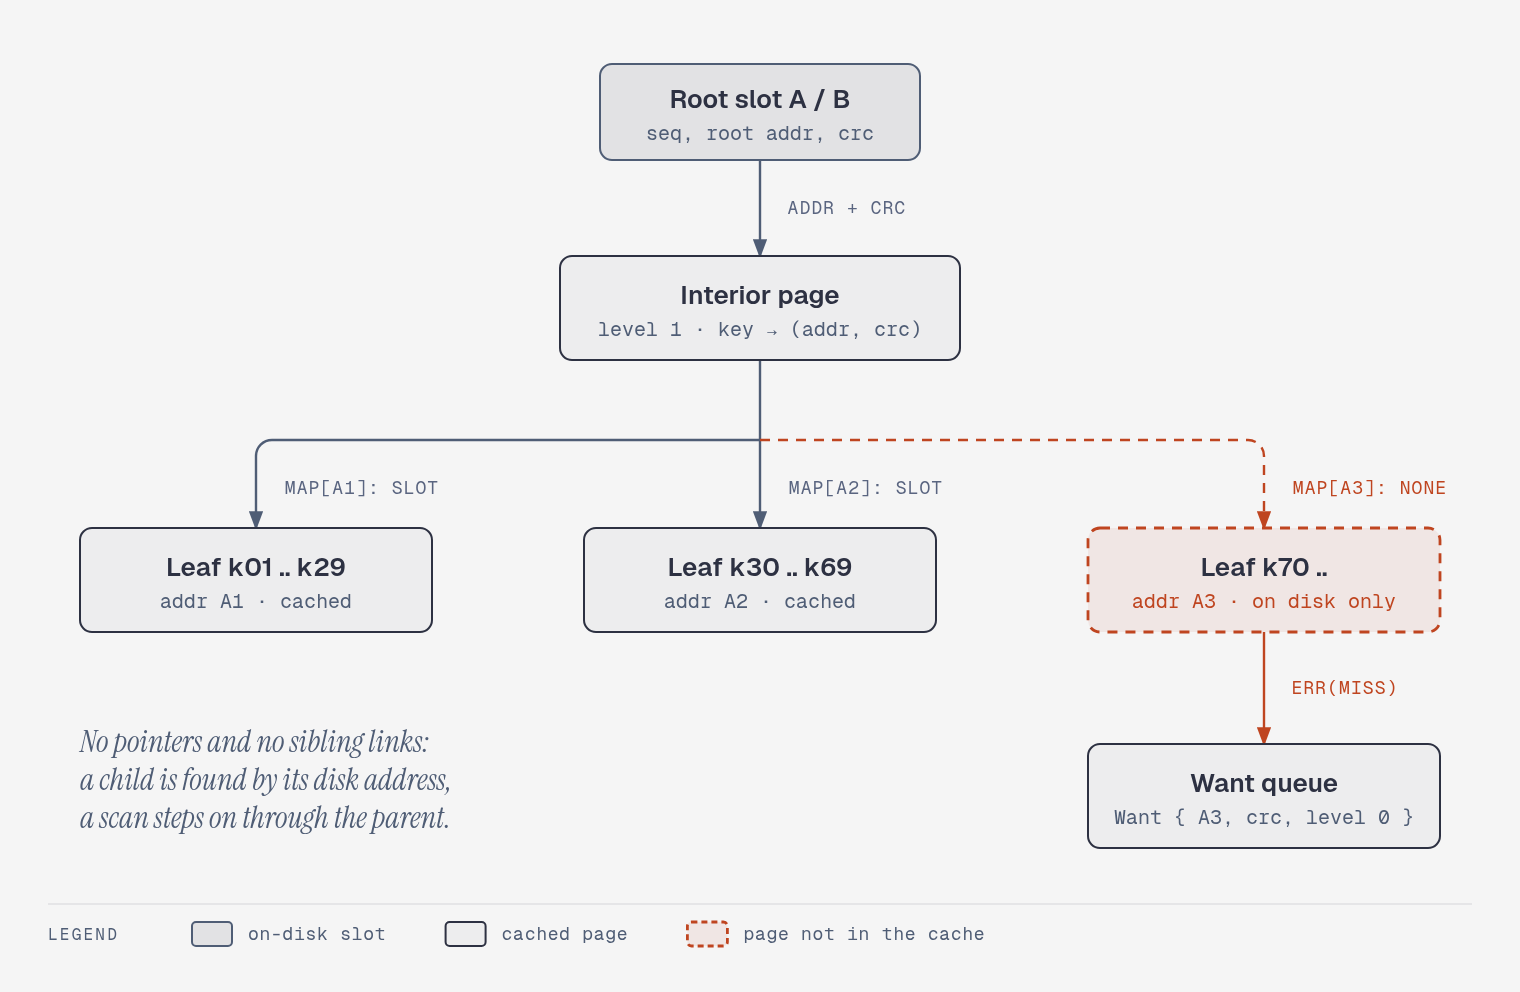 Root slot A / B
seq, root addr, crc
ADDR + CRC
Interior page
level 1 · key → (addr, crc)
MAP[A1]: SLOT
MAP[A2]: SLOT
MAP[A3]: NONE
Leaf k01 .. k29
addr A1 · cached
Leaf k30 .. k69
addr A2 · cached
Leaf k70 ..
addr A3 · on disk only
ERR(MISS)
No pointers and no sibling links:
a child is found by its disk address,
a scan steps on through the parent.
Want queue
Want { A3, crc, level 0 }
LEGEND
on-disk slot
cached page
page not in the cache